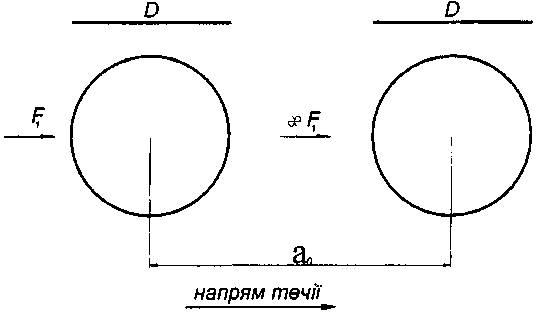 D D
F₁ æ F₁
a₀
напрям течії